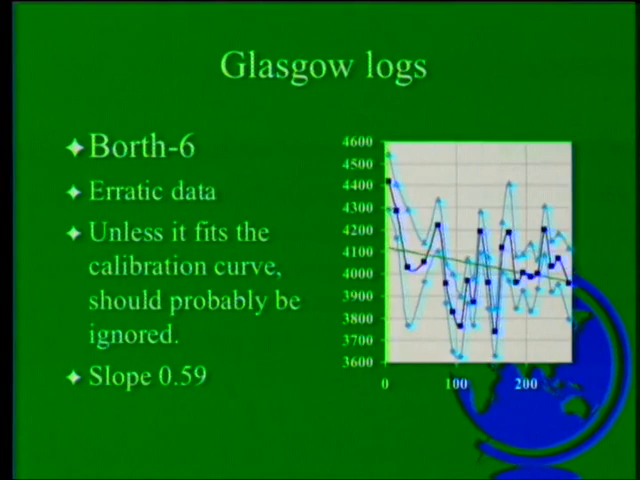 Glasgow logs
Borth-6
Erratic data
Unless it fits the
calibration curve,
should probably be
ignored.
Slope 0.59
4600
4500
4400
4300
4200
4100
4000
3900
3800
3700
3600
0 100 200